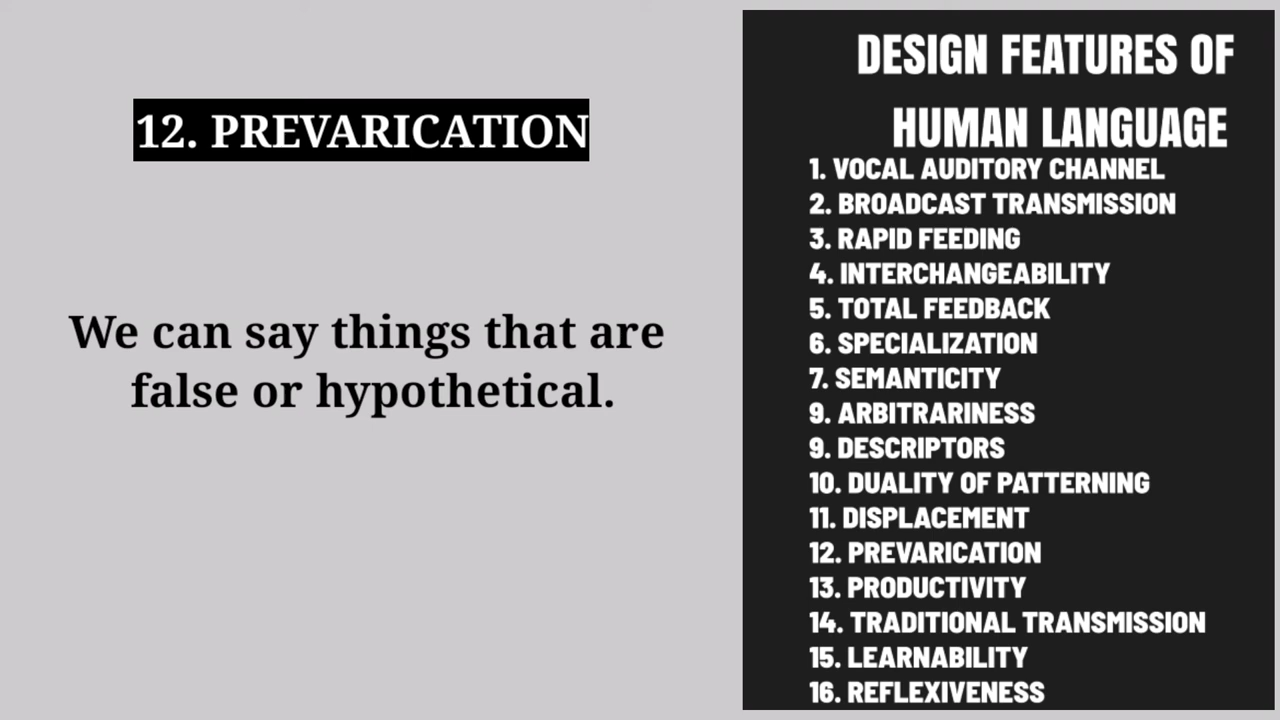 12. PREVARICATION
We can say things that are
false or hypothetical.
DESIGN FEATURES OF
HUMAN LANGUAGE
1. VOCAL AUDITORY CHANNEL
2. BROADCAST TRANSMISSION
3. RAPID FEEDING
4. INTERCHANGEABILITY
5. TOTAL FEEDBACK
6. SPECIALIZATION
7. SEMANTICITY
9. ARBITRARINESS
9. DESCRIPTORS
10. DUALITY OF PATTERNING
11. DISPLACEMENT
12. PREVARICATION
13. PRODUCTIVITY
14. TRADITIONAL TRANSMISSION
15. LEARNABILITY
16. REFLEXIVENESS